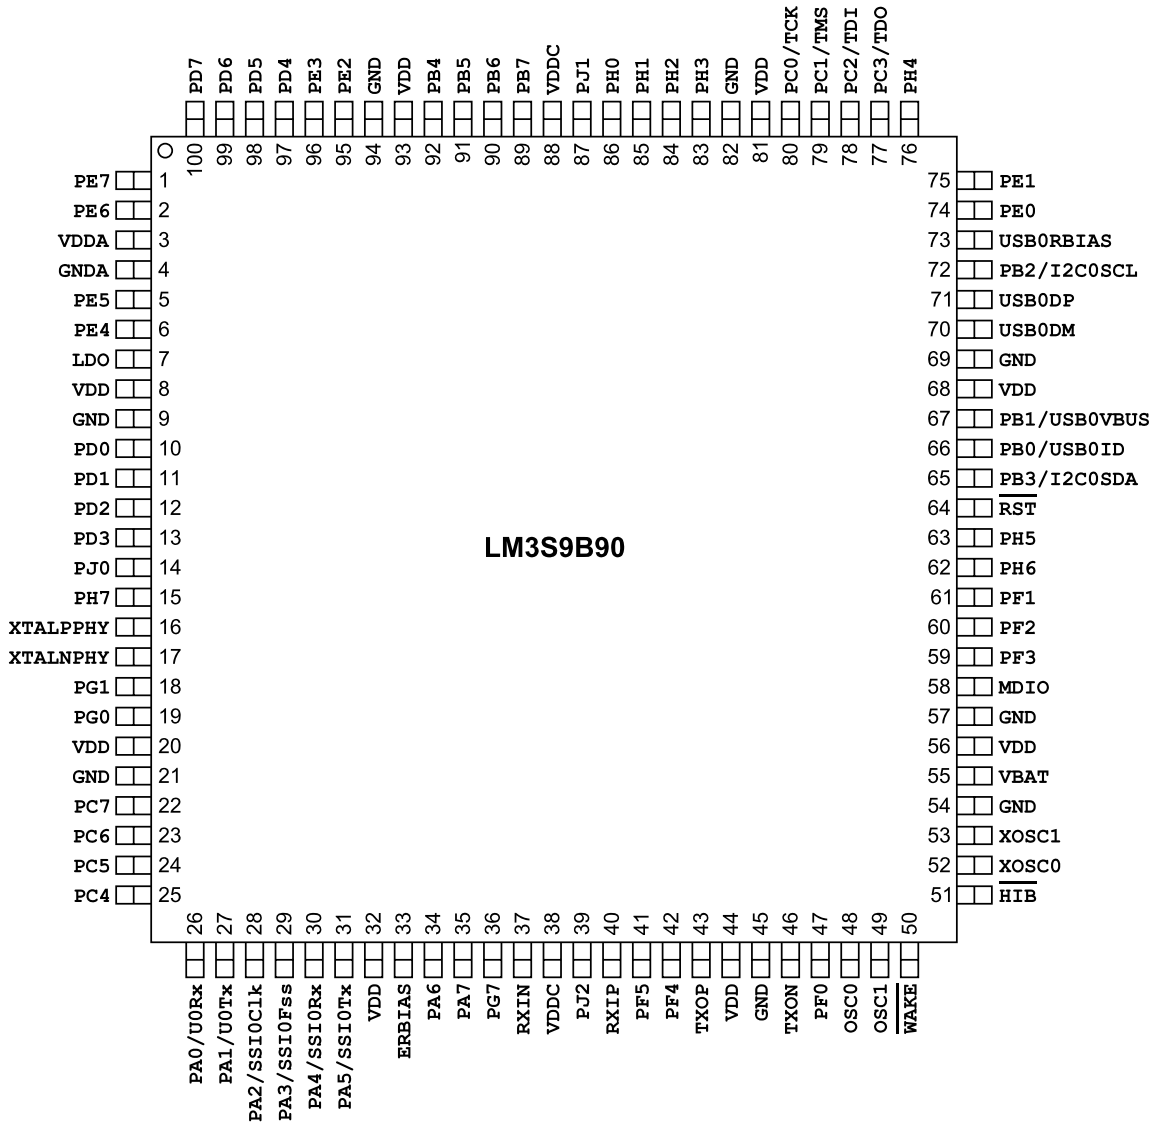 PD7
PD6
PD5
PD4
PE3
PE2
GND
VDD
PB4
PB5
PB6
PB7
VDDC
PJ1
PH0
PH1
PH2
PH3
GND
VDD
PC0/TCK
PC1/TMS
PC2/TDI
PC3/TDO
PH4
100
99
98
97
96
95
94
93
92
91
90
89
88
87
86
85
84
83
82
81
80
79
78
77
76
PE7 1
PE6 2
VDDA 3
GNDA 4
PE5 5
PE4 6
LDO 7
VDD 8
GND 9
PD0 10
PD1 11
PD2 12
PD3 13
PJ0 14
PH7 15
XTALPPHY 16
XTALNPHY 17
PG1 18
PG0 19
VDD 20
GND 21
PC7 22
PC6 23
PC5 24
PC4 25
LM3S9B90
75 PE1
74 PE0
73 USB0RBIAS
72 PB2/I2C0SCL
71 USB0DP
70 USB0DM
69 GND
68 VDD
67 PB1/USB0VBUS
66 PB0/USB0ID
65 PB3/I2C0SDA
64 RST
63 PH5
62 PH6
61 PF1
60 PF2
59 PF3
58 MDIO
57 GND
56 VDD
55 VBAT
54 GND
53 XOSC1
52 XOSC0
51 HIB
26
27
28
29
30
31
32
33
34
35
36
37
38
39
40
41
42
43
44
45
46
47
48
49
50
PA0/U0Rx
PA1/U0Tx
PA2/SSI0Clk
PA3/SSI0Fss
PA4/SSI0Rx
PA5/SSI0Tx
VDD
ERBIAS
PA6
PA7
PG7
RXIN
VDDC
PJ2
RXIP
PF5
PF4
TXOP
VDD
GND
TXON
PF0
OSC0
OSC1
WAKE